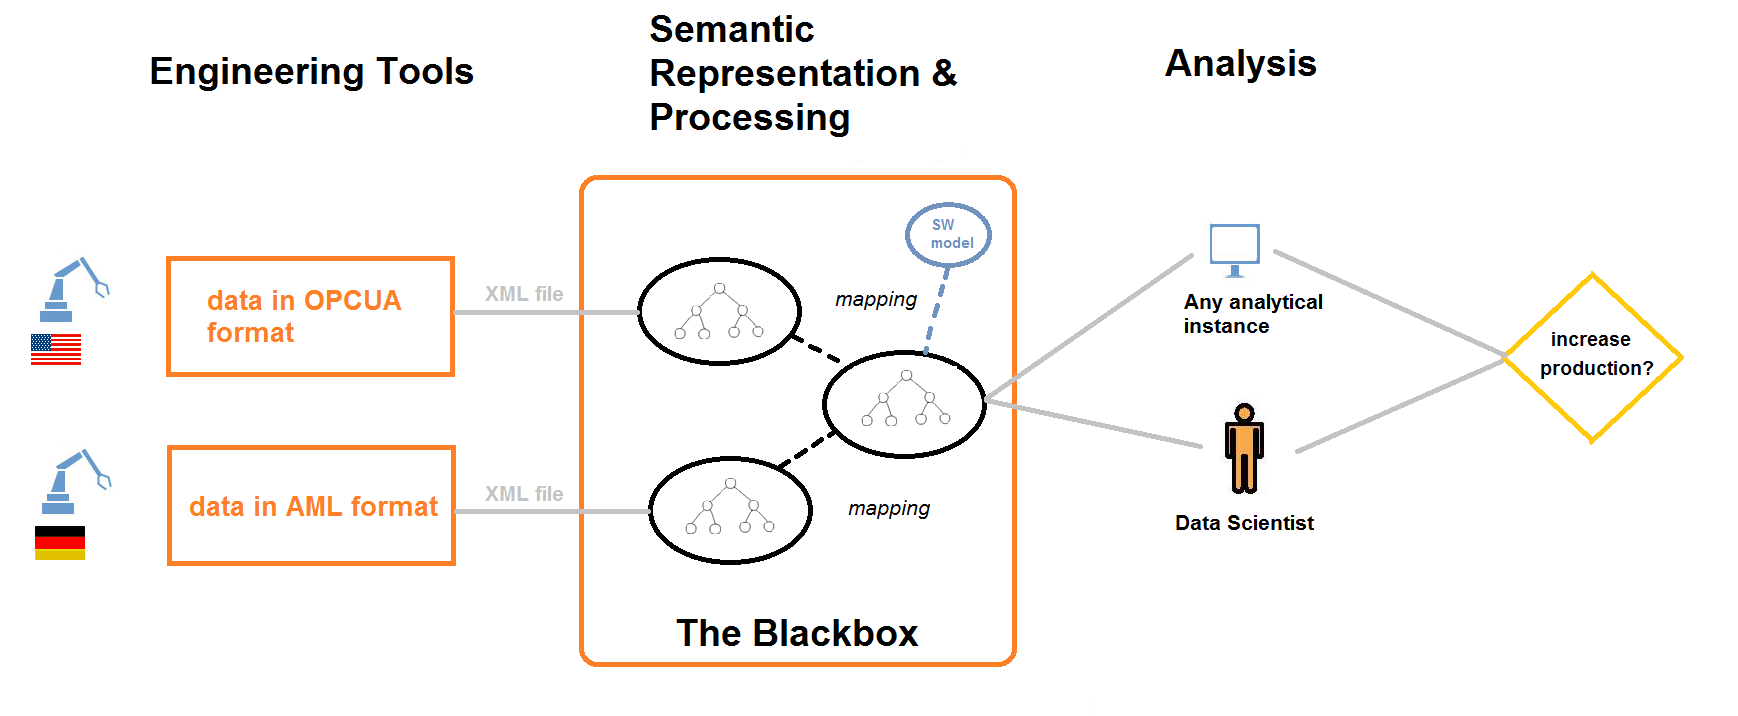 Engineering Tools
Semantic
Representation &
Processing
Analysis
data in OPCUA
format
XML file
SW
model
mapping
Any analytical
instance
increase
production?
data in AML format
XML file
mapping
Data Scientist
The Blackbox